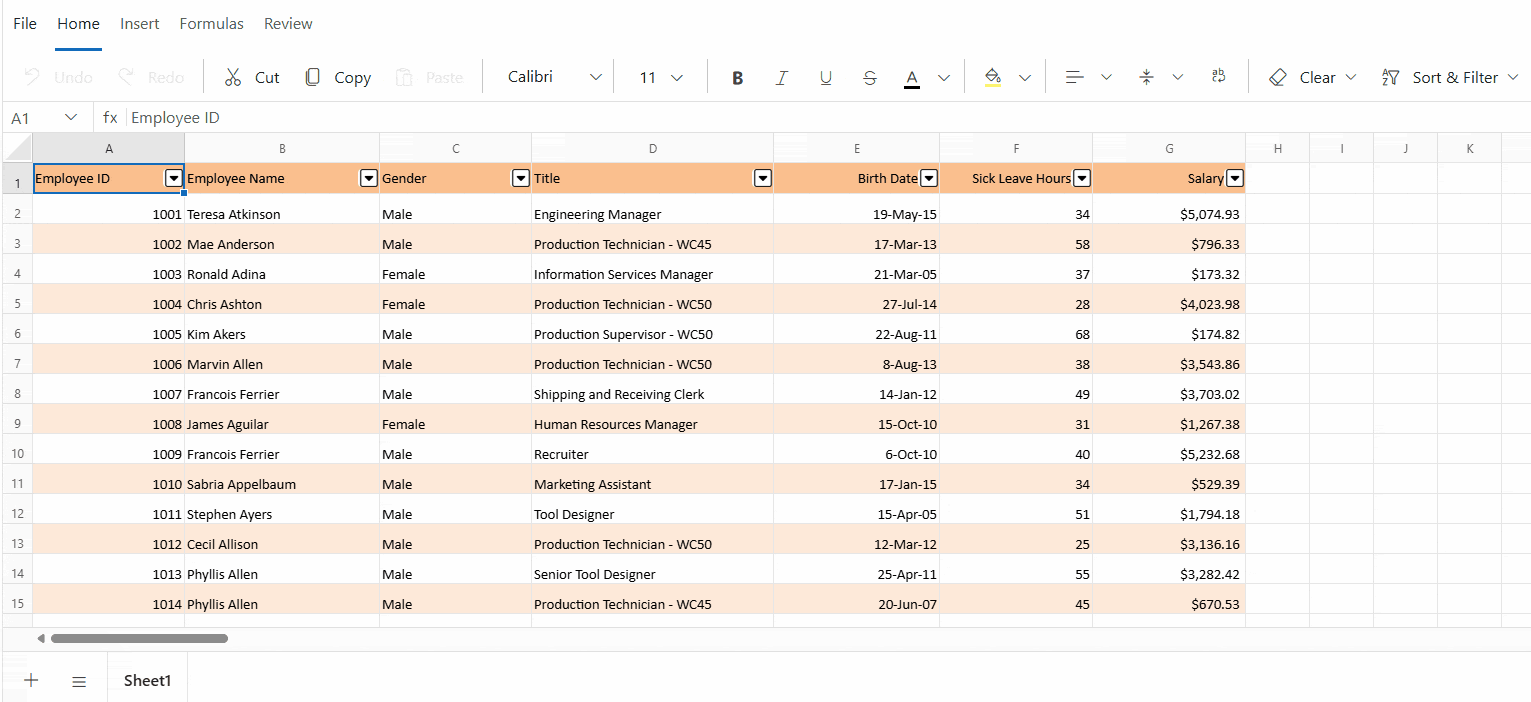 File Home Insert Formulas Review
Undo Redo Cut Copy Paste Calibri 11 B I U S A ab Clear AZ Sort & Filter
A1 fx Employee ID
A B C D E F G H I J K
1 Employee ID Employee Name Gender Title Birth Date Sick Leave Hours Salary
2 1001 Teresa Atkinson Male Engineering Manager 19-May-15 34 $5,074.93
3 1002 Mae Anderson Male Production Technician - WC45 17-Mar-13 58 $796.33
4 1003 Ronald Adina Female Information Services Manager 21-Mar-05 37 $173.32
5 1004 Chris Ashton Female Production Technician - WC50 27-Jul-14 28 $4,023.98
6 1005 Kim Akers Male Production Supervisor - WC50 22-Aug-11 68 $174.82
7 1006 Marvin Allen Male Production Technician - WC50 8-Aug-13 38 $3,543.86
8 1007 Francois Ferrier Male Shipping and Receiving Clerk 14-Jan-12 49 $3,703.02
9 1008 James Aguilar Female Human Resources Manager 15-Oct-10 31 $1,267.38
10 1009 Francois Ferrier Male Recruiter 6-Oct-10 40 $5,232.68
11 1010 Sabria Appelbaum Male Marketing Assistant 17-Jan-15 34 $529.39
12 1011 Stephen Ayers Male Tool Designer 15-Apr-05 51 $1,794.18
13 1012 Cecil Allison Male Production Technician - WC50 12-Mar-12 25 $3,136.16
14 1013 Phyllis Allen Male Senior Tool Designer 25-Apr-11 55 $3,282.42
15 1014 Phyllis Allen Male Production Technician - WC45 20-Jun-07 45 $670.53
Sheet1